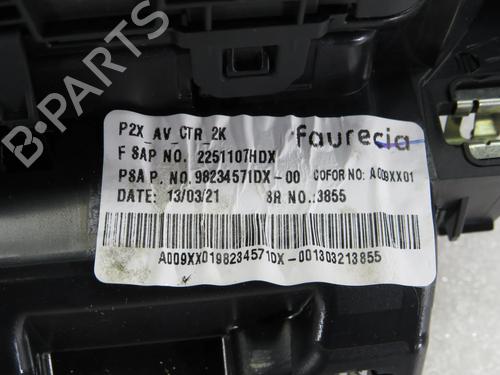 P2X_AV_CTR_2K
faurecia
F SAP NO. 2251107HDX
PSA P. NO. 98234571DX-00 COFOR NO: A009XX01
DATE: 13/03/21 SR NO.:3855
A009XX0198234571DX-001303213855
B-PARTS